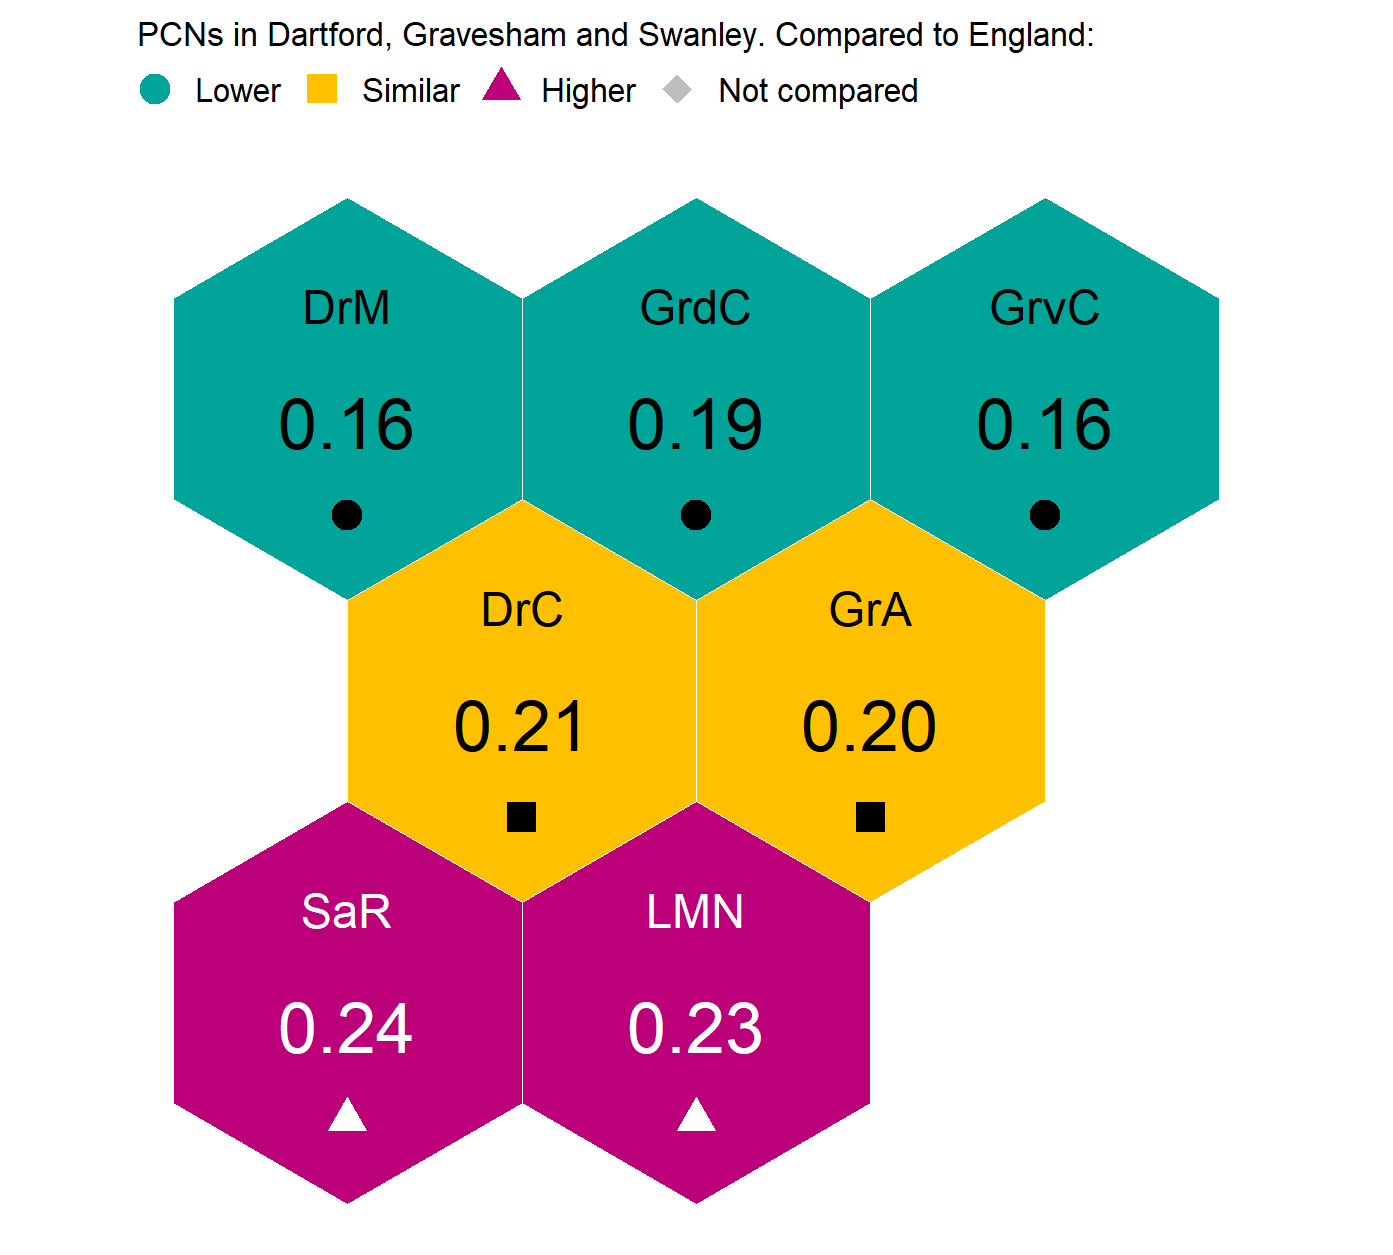 PCNs in Dartford, Gravesham and Swanley. Compared to England:
Lower Similar Higher Not compared
DrM GrdC GrvC
0.16 0.19 0.16
DrC GrA
0.21 0.20
SaR LMN
0.24 0.23